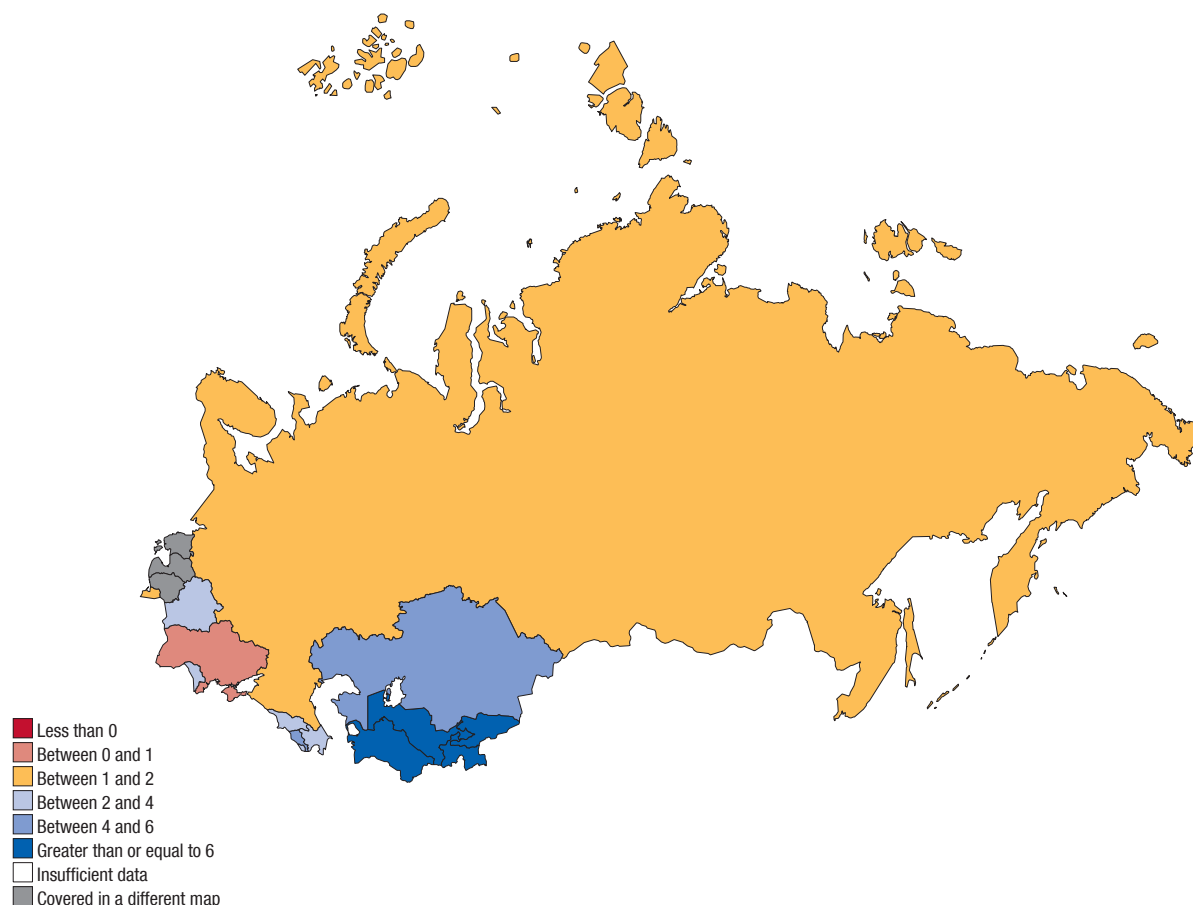 Less than 0
Between 0 and 1
Between 1 and 2
Between 2 and 4
Between 4 and 6
Greater than or equal to 6
Insufficient data
Covered in a different map